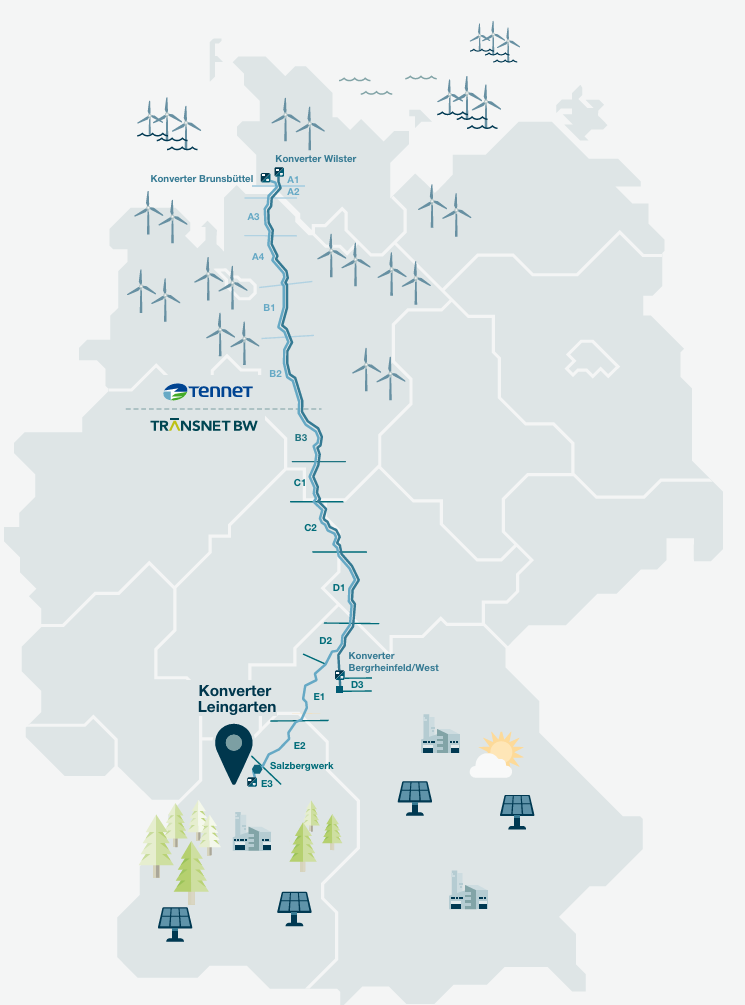 Konverter Wilster
Konverter Brunsbüttel
A1
A2
A3
A4
B1
B2
TENNET
TRANSNET BW
B3
C1
C2
D1
D2
Konverter
Bergrheinfeld/West
D3
Konverter
Leingarten
E1
E2
Salzbergwerk
E3